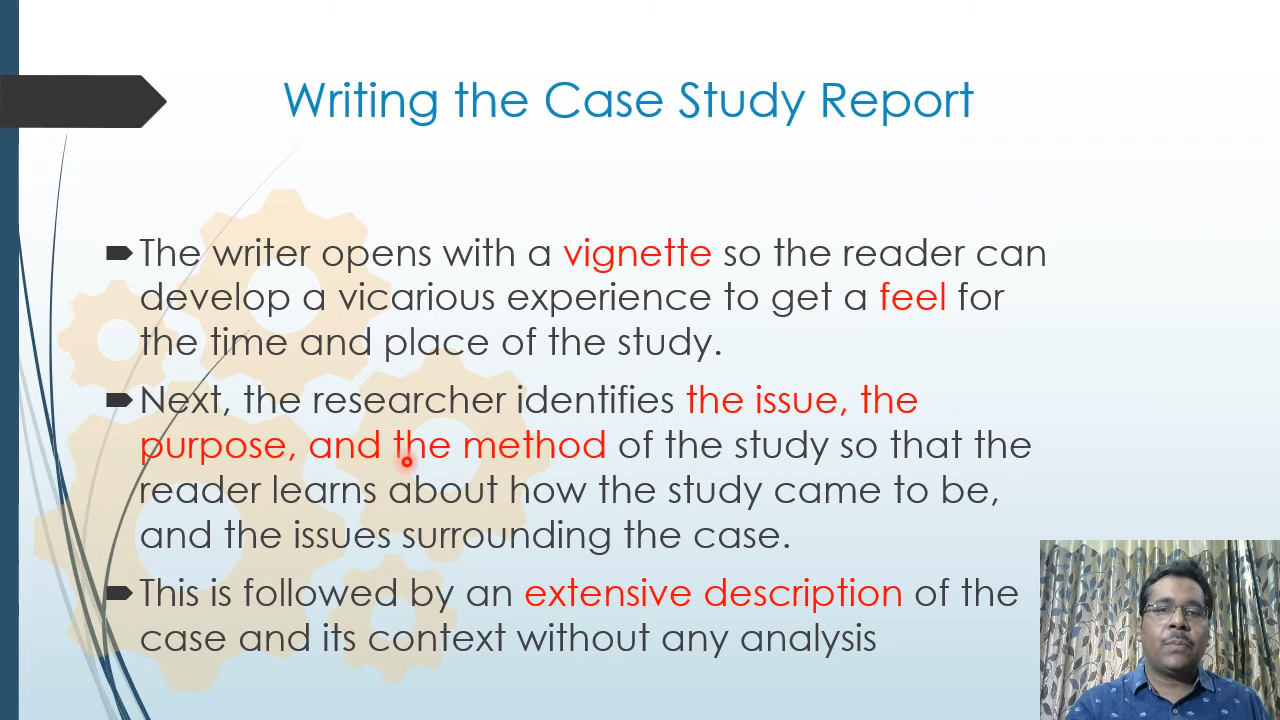 Writing the Case Study Report
The writer opens with a vignette so the reader can
develop a vicarious experience to get a feel for
the time and place of the study.
Next, the researcher identifies the issue, the
purpose, and the method of the study so that the
reader learns about how the study came to be,
and the issues surrounding the case.
This is followed by an extensive description of the
case and its context without any analysis